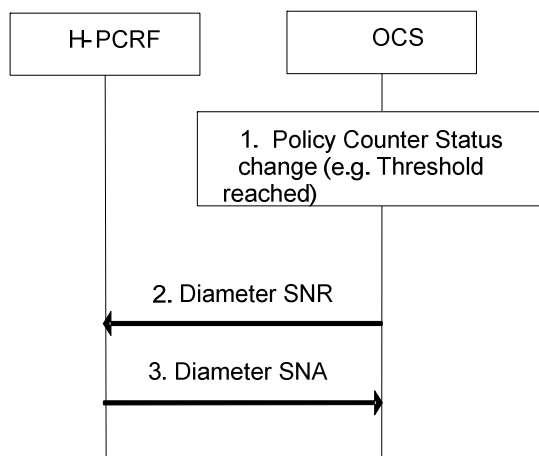 H-PCRF
OCS
1. Policy Counter Status
change (e.g. Threshold
reached)
2. Diameter SNR
3. Diameter SNA